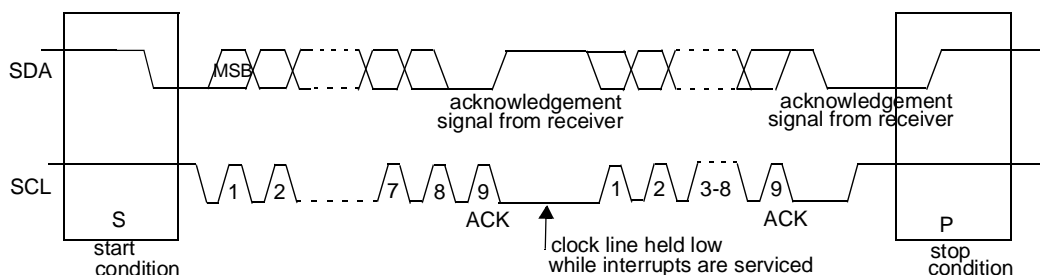 SDA
MSB
acknowledgement
signal from receiver
acknowledgement
signal from receiver
SCL
1 2 7 8 9 1 2 3-8 9
S
ACK
ACK
P
start
condition
clock line held low
while interrupts are serviced
stop
condition